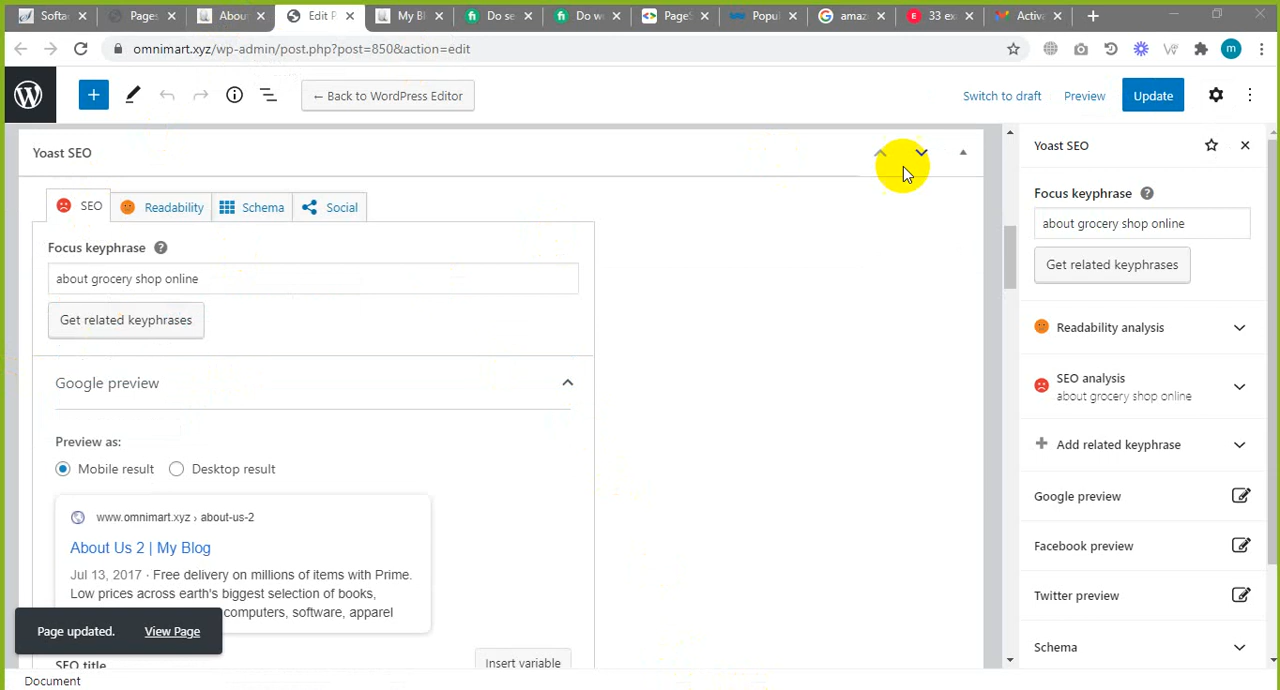 Softac
Pages
Abou
Edit P
My Bl
Do se
Do w
PageS
Popul
amaz
33 ex
Activa
omnimart.xyz/wp-admin/post.php?post=850&action=edit
m
← Back to WordPress Editor
Switch to draft
Preview
Update
Yoast SEO
SEO
Readability
Schema
Social
Focus keyphrase ?
about grocery shop online
Get related keyphrases
Google preview
Preview as:
Mobile result
Desktop result
www.omnimart.xyz › about-us-2
About Us 2 | My Blog
Jul 13, 2017 · Free delivery on millions of items with Prime.
Low prices across earth's biggest selection of books,
computers, software, apparel
Page updated.
View Page
SEO title
Insert variable
Document
Yoast SEO
Focus keyphrase ?
about grocery shop online
Get related keyphrases
Readability analysis
SEO analysis
about grocery shop online
Add related keyphrase
Google preview
Facebook preview
Twitter preview
Schema